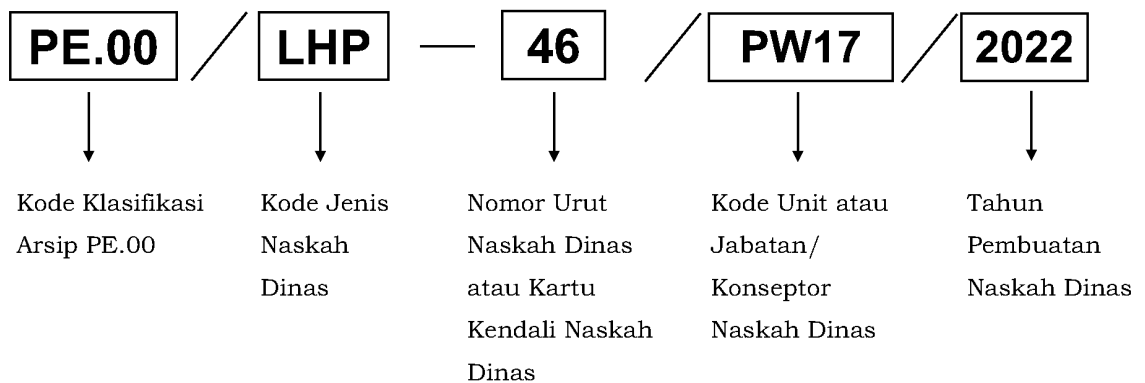 PE.00 / LHP — 46 / PW17 / 2022
Kode Klasifikasi
Arsip PE.00
Kode Jenis
Naskah
Dinas
Nomor Urut
Naskah Dinas
atau Kartu
Kendali Naskah
Dinas
Kode Unit atau
Jabatan/
Konseptor
Naskah Dinas
Tahun
Pembuatan
Naskah Dinas